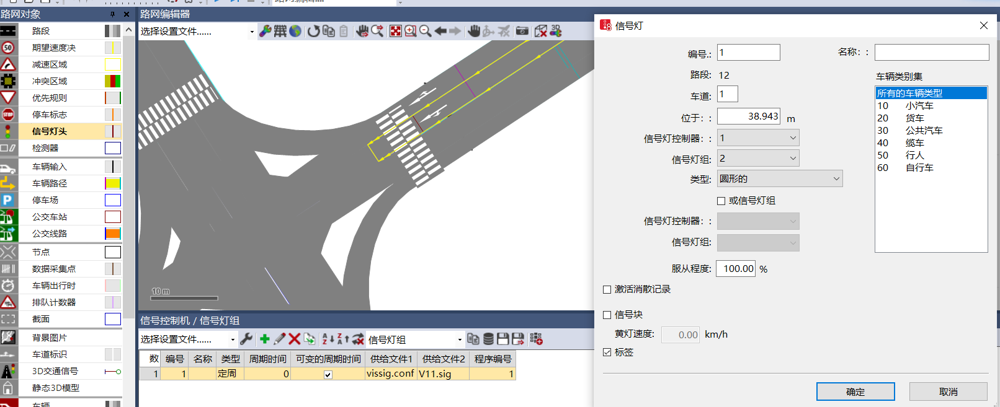 路网对象
路段
期望速度决
减速区域
冲突区域
优先规则
停车标志
信号灯头
检测器
车辆输入
车辆路径
停车场
公交车站
公交线路
节点
数据采集点
车辆出行时
排队计数器
截面
背景图片
车道标识
3D交通信号
静态3D模型
车辆
50
STOP
P
路网编辑器
选择设置文件......
3D
10 m
信号控制机 / 信号灯组
选择设置文件......
信号灯组
数 编号 名称 类型 周期时间 可变的周期时间 供给文件1 供给文件2 程序编号
1 1 定周 0 vissig.conf V11.sig 1
信号灯
编号.: 1
名称：:
路段: 12
车道: 1
位于：: 38.943 m
信号灯控制器：: 1
信号灯组: 2
类型: 圆形的
或信号灯组
信号灯控制器：:
信号灯组:
服从程度: 100.00 %
激活消散记录
信号块
黄灯速度: 0.00 km/h
标签
车辆类别集
所有的车辆类型
10 小汽车
20 货车
30 公共汽车
40 缆车
50 行人
60 自行车
确定
取消